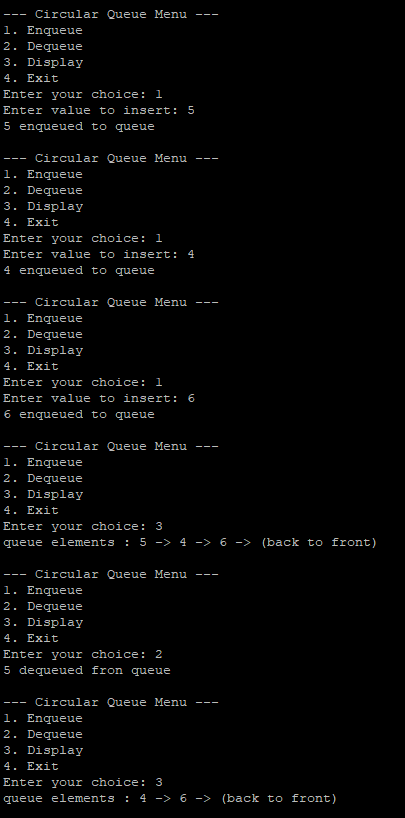 --- Circular Queue Menu ---
1. Enqueue
2. Dequeue
3. Display
4. Exit
Enter your choice: 1
Enter value to insert: 5
5 enqueued to queue
--- Circular Queue Menu ---
1. Enqueue
2. Dequeue
3. Display
4. Exit
Enter your choice: 1
Enter value to insert: 4
4 enqueued to queue
--- Circular Queue Menu ---
1. Enqueue
2. Dequeue
3. Display
4. Exit
Enter your choice: 1
Enter value to insert: 6
6 enqueued to queue
--- Circular Queue Menu ---
1. Enqueue
2. Dequeue
3. Display
4. Exit
Enter your choice: 3
queue elements : 5 -> 4 -> 6 -> (back to front)
--- Circular Queue Menu ---
1. Enqueue
2. Dequeue
3. Display
4. Exit
Enter your choice: 2
5 dequeued fron queue
--- Circular Queue Menu ---
1. Enqueue
2. Dequeue
3. Display
4. Exit
Enter your choice: 3
queue elements : 4 -> 6 -> (back to front)